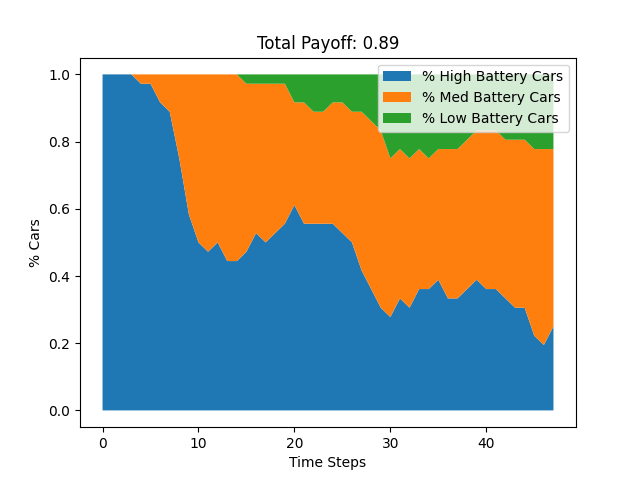 Total Payoff: 0.89
% High Battery Cars
% Med Battery Cars
% Low Battery Cars
1.0
0.8
0.6
0.4
0.2
0.0
% Cars
0
10
20
30
40
Time Steps